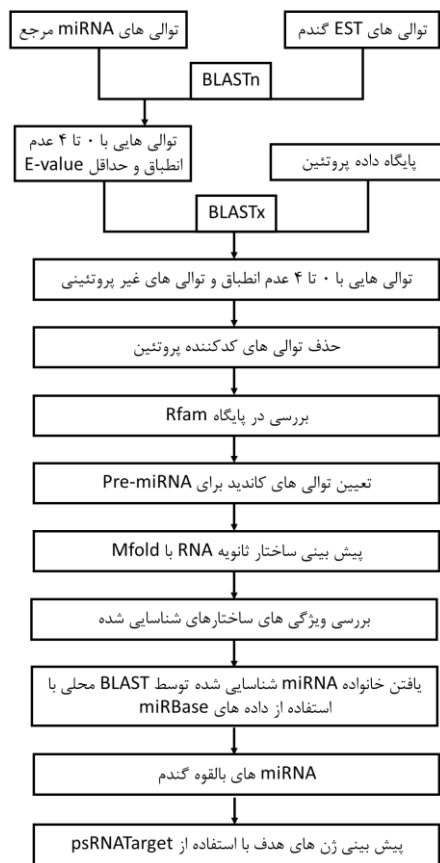 توالی های miRNA مرجع
توالی های EST گندم
BLASTn
توالی هایی با ۰ تا ۴ عدم
انطباق و حداقل E-value
پایگاه داده پروتئین
BLASTx
توالی هایی با ۰ تا ۴ عدم انطباق و توالی های غیر پروتئینی
حذف توالی های کدکننده پروتئین
بررسی در پایگاه Rfam
تعیین توالی های کاندید برای Pre-miRNA
پیش بینی ساختار ثانویه RNA با Mfold
بررسی ویژگی های ساختارهای شناسایی شده
یافتن خانواده miRNA شناسایی شده توسط BLAST محلی با
استفاده از داده های miRBase
miRNA های بالقوه گندم
پیش بینی ژن های هدف با استفاده از psRNATarget